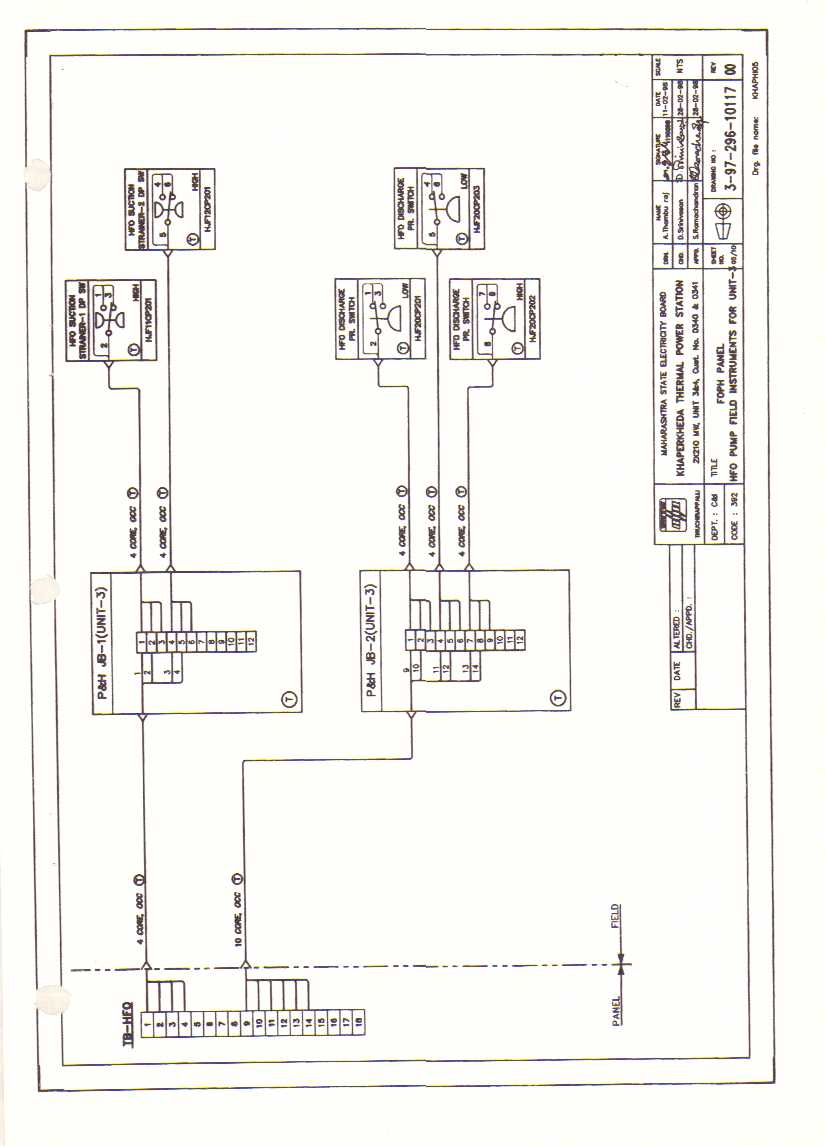 TB-HFO
1
2
3
4
5
6
7
8
9
10
11
12
13
14
15
16
17
18
PANEL
FIELD
4 CORE, OCC T
10 CORE, OCC T
P&H JB-1(UNIT-3)
1
2
3
4
1
2
3
4
5
6
7
8
9
10
11
12
T
4 CORE, OCC T
4 CORE, OCC T
P&H JB-2(UNIT-3)
9
10
11
12
13
14
1
2
3
4
5
6
7
8
9
10
11
12
T
4 CORE, OCC T
4 CORE, OCC T
4 CORE, OCC T
HFO SUCTION
STRAINER-1 DP SW
2
1
3
HIGH
T
HJF11CP201
HFO SUCTION
STRAINER-2 DP SW
5
4
6
HIGH
T
HJF12CP201
HFO DISCHARGE
PR. SWITCH
2
1
3
LOW
T
HJF20CP201
HFO DISCHARGE
PR. SWITCH
5
4
6
LOW
T
HJF20CP203
HFO DISCHARGE
PR. SWITCH
8
7
HIGH
T
HJF20CP202
REV DATE ALTERED :
CHD./APPD. :
TIRUCHIRAPPALLI
DEPT. : C&I
CODE : 392
MAHARASHTRA STATE ELECTRICITY BOARD
KHAPERKHEDA THERMAL POWER STATION
2X210 MW, UNIT 3&4, Cust. No. 0340 & 0341
TITLE
FOPH PANEL
HFO PUMP FIELD INSTRUMENTS FOR UNIT-3
NAME SIGNATURE DATE SCALE
DRN. A.Thambu raj 11-02-98 NTS
CHD. D.Srinivasan D. Srinivasan 28-02-98
APPD. S.Ramachandran 28-02-98
SHEET NO. 05/10
DRAWING NO :
3-97-296-10117
REV
00
Drg. file name: KHAPHI05